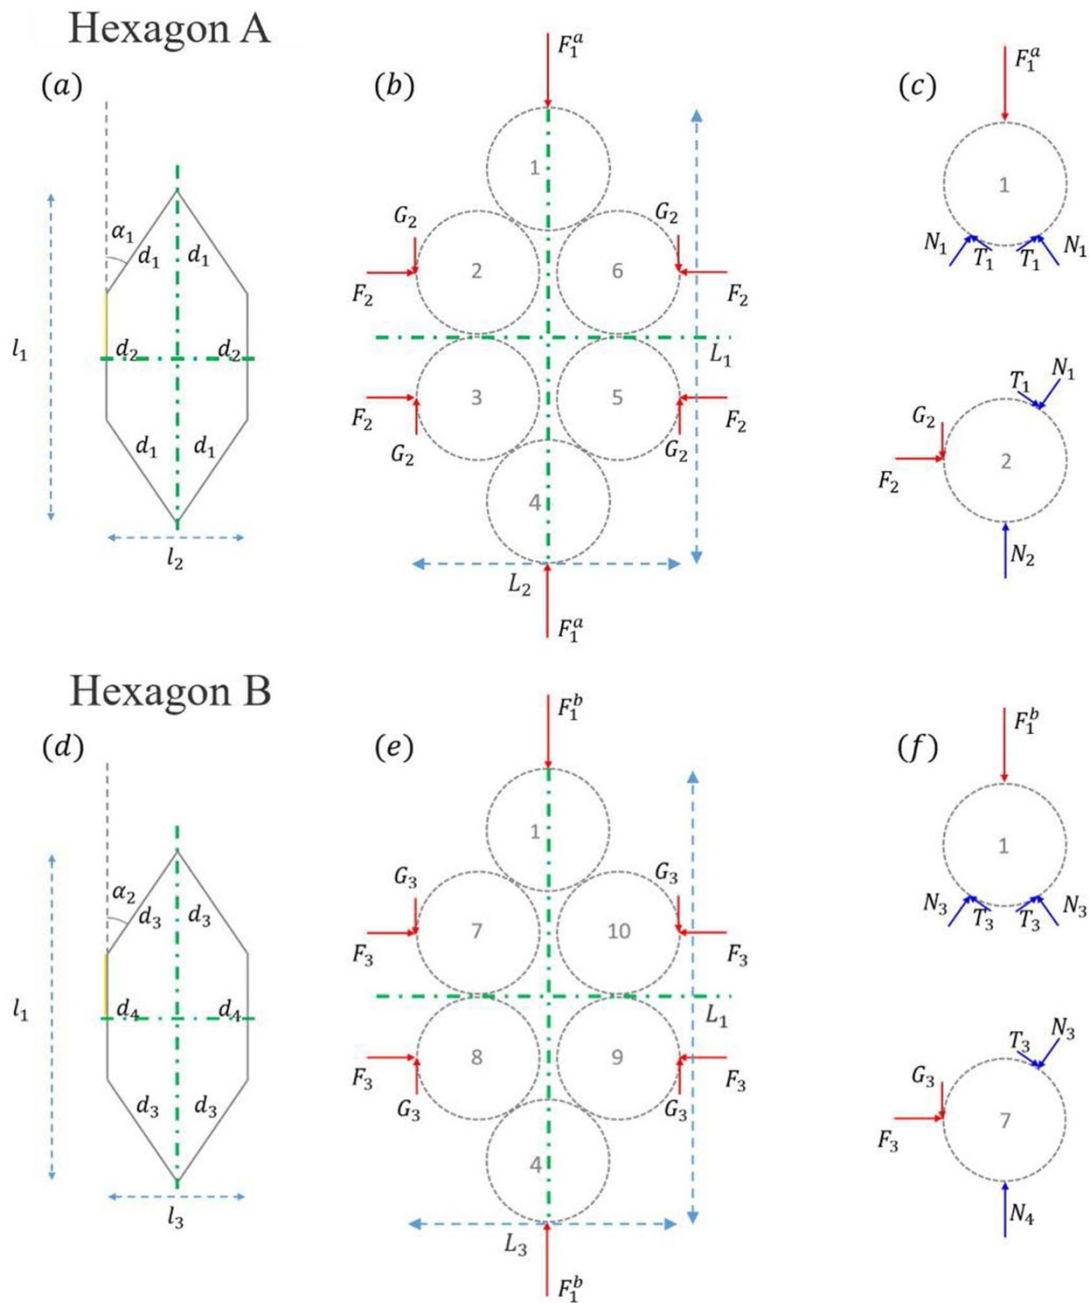 Hexagon A
(a) (b) (c)
F₁ᵃ F₁ᵃ
α₁ d₁ d₁
1 1
G₂ G₂ N₁ T₁ T₁ N₁
2 6
F₂ F₂
l₁ d₂ d₂ L₁
3 5
F₂ F₂
G₂ G₂
d₁ d₁
4
T₁ N₁
G₂
2
F₂
N₂
l₂
L₂
F₁ᵃ
Hexagon B
(d) (e) (f)
F₁ᵇ F₁ᵇ
α₂ d₃ d₃
1 1
G₃ G₃ N₃ T₃ T₃ N₃
7 10
F₃ F₃
l₁ d₄ d₄ L₁
8 9
F₃ F₃
G₃ G₃
d₃ d₃
4
T₃ N₃
G₃
7
F₃
N₄
l₃
L₃
F₁ᵇ